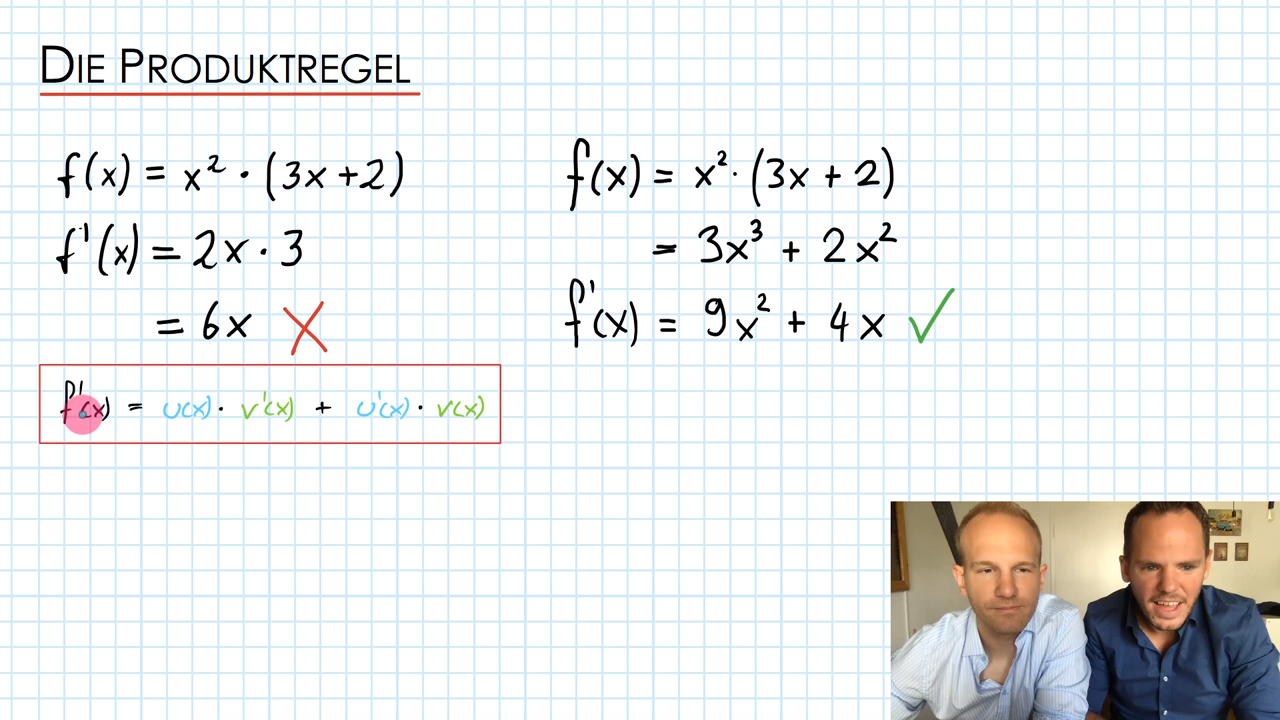 DIE PRODUKTREGEL
f(x) = x² · (3x+2)
f'(x) = 2x · 3
= 6x
f'(x) = u(x) · v'(x) + u'(x) · v(x)
f(x) = x² · (3x + 2)
= 3x³ + 2x²
f'(x) = 9x² + 4x